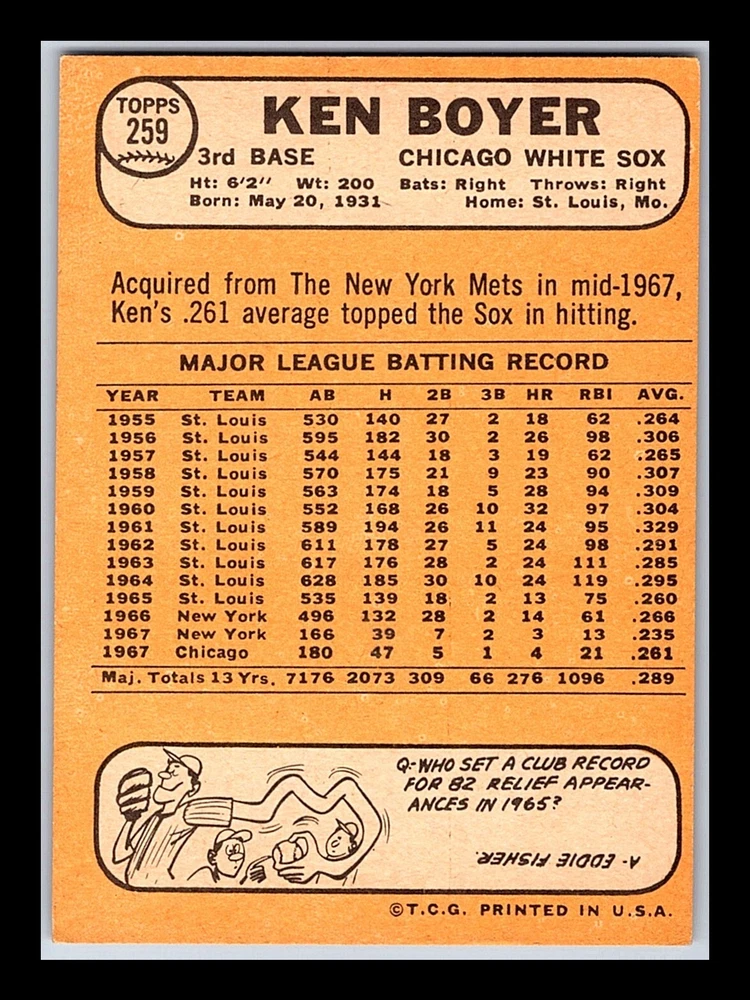 TOPPS
259
KEN BOYER
3rd BASE CHICAGO WHITE SOX
Ht: 6'2" Wt: 200 Bats: Right Throws: Right
Born: May 20, 1931 Home: St. Louis, Mo.
Acquired from The New York Mets in mid-1967,
Ken's .261 average topped the Sox in hitting.
MAJOR LEAGUE BATTING RECORD
YEAR TEAM AB H 2B 3B HR RBI AVG.
1955 St. Louis 530 140 27 2 18 62 .264
1956 St. Louis 595 182 30 2 26 98 .306
1957 St. Louis 544 144 18 3 19 62 .265
1958 St. Louis 570 175 21 9 23 90 .307
1959 St. Louis 563 174 18 5 28 94 .309
1960 St. Louis 552 168 26 10 32 97 .304
1961 St. Louis 589 194 26 11 24 95 .329
1962 St. Louis 611 178 27 5 24 98 .291
1963 St. Louis 617 176 28 2 24 111 .285
1964 St. Louis 628 185 30 10 24 119 .295
1965 St. Louis 535 139 18 2 13 75 .260
1966 New York 496 132 28 2 14 61 .266
1967 New York 166 39 7 2 3 13 .235
1967 Chicago 180 47 5 1 4 21 .261
Maj. Totals 13 Yrs. 7176 2073 309 66 276 1096 .289
Q-WHO SET A CLUB RECORD
FOR 82 RELIEF APPEAR-
ANCES IN 1965?
A- EDDIE FISHER.
©T.C.G. PRINTED IN U.S.A.